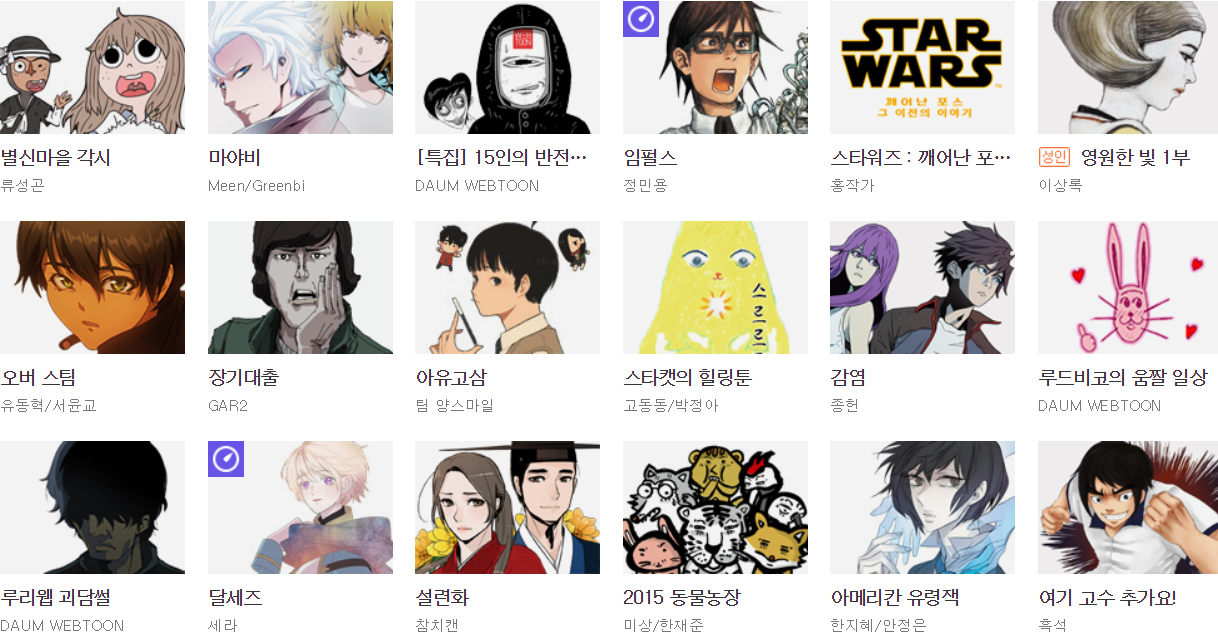 WEB
TOON
STAR
WARS
TM
깨어난 포스
그 이전의 이야기
별신마을 각시
마야비
[특집] 15인의 반전…
임펄스
스타워즈 : 깨어난 포…
성인 영원한 빛 1부
류성곤
Meen/Greenbi
DAUM WEBTOON
정민용
홍작가
이상록
스르르르
오버 스팀
장기대출
아유고삼
스타캣의 힐링툰
감염
루드비코의 움짤 일상
유동혁/서윤교
GAR2
텀 양스마일
고동동/박정아
종헌
DAUM WEBTOON
루리웹 괴담썰
달세즈
설련화
2015 동물농장
아메리칸 유령잭
여기 고수 추가요!
DAUM WEBTOON
세라
참치캔
미상/한재준
한지혜/안정은
흑석